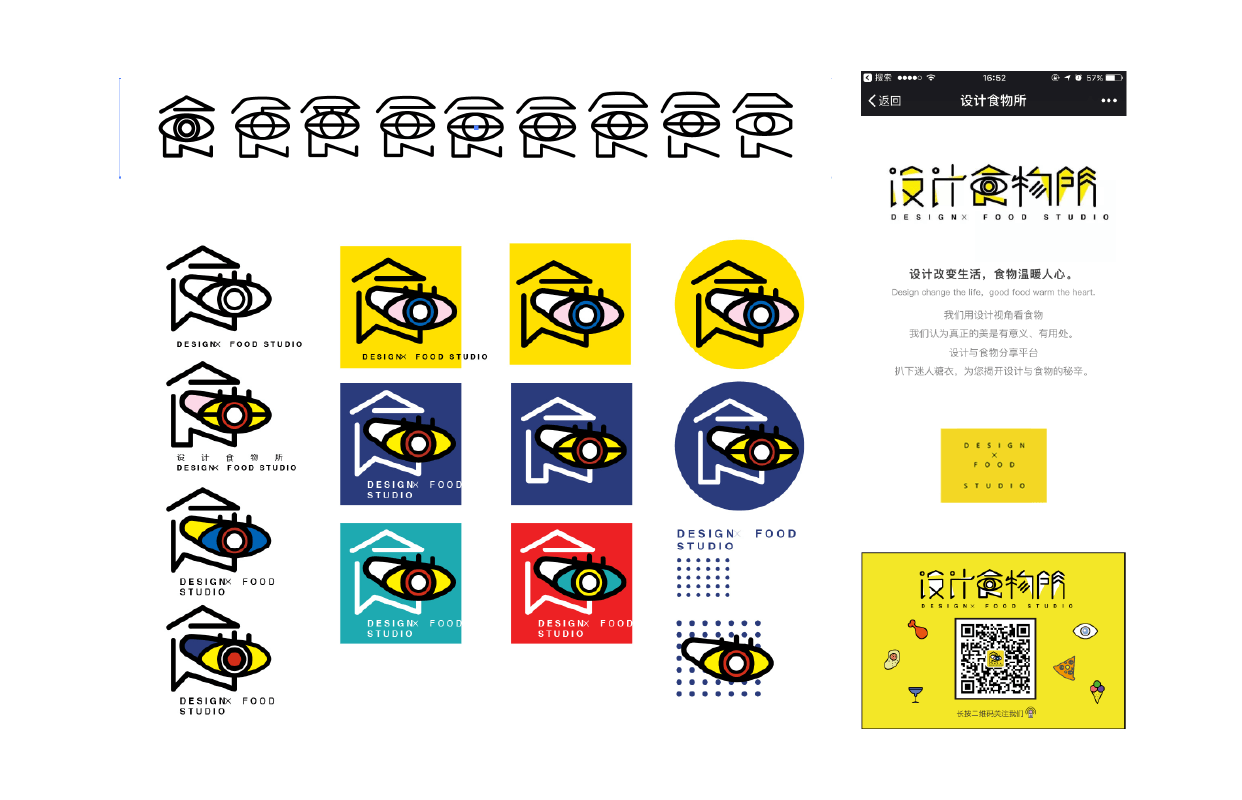 DESIGN× FOOD STUDIO
设计食物所
DESIGN× FOOD STUDIO
DESIGN× FOOD
STUDIO
DESIGN× FOOD
STUDIO
DESIGN× FOOD STUDIO
DESIGN× FOOD
STUDIO
DESIGN× FOOD
STUDIO
DESIGN× FOOD
STUDIO
DESIGN× FOOD
STUDIO
搜索 16:52 57%
返回 设计食物所
设计食物所
DESIGN× FOOD STUDIO
设计改变生活，食物温暖人心。
Design change the life, good food warm the heart.
我们用设计视角看食物
我们认为真正的美是有意义、有用处。
设计与食物分享平台
扒下迷人糖衣，为您揭开设计与食物的秘辛。
DESIGN
×
FOOD
STUDIO
设计食物所
DESIGN× FOOD STUDIO
长按二维码关注我们